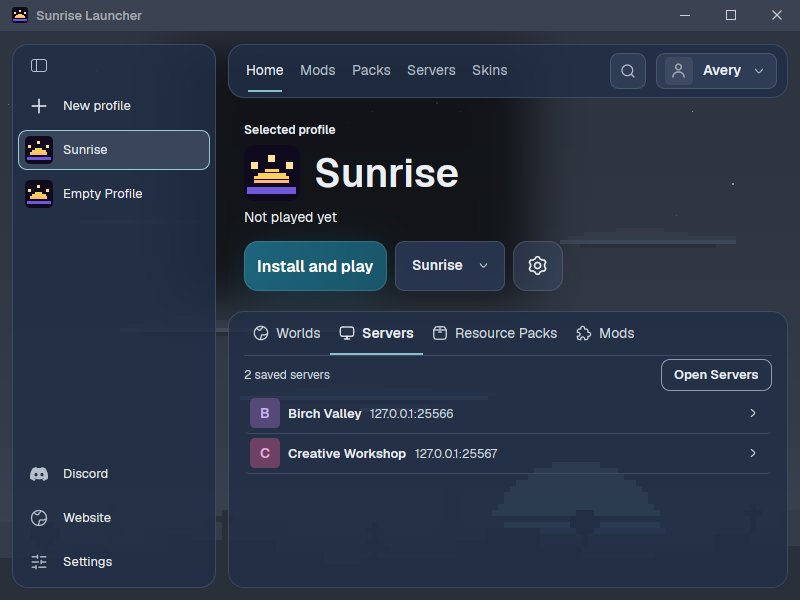 Sunrise Launcher
New profile
Sunrise
Empty Profile
Discord
Website
Settings
Home Mods Packs Servers Skins
Avery
Selected profile
Sunrise
Not played yet
Install and play
Sunrise
Worlds Servers Resource Packs Mods
2 saved servers
Open Servers
B Birch Valley 127.0.0.1:25566
C Creative Workshop 127.0.0.1:25567